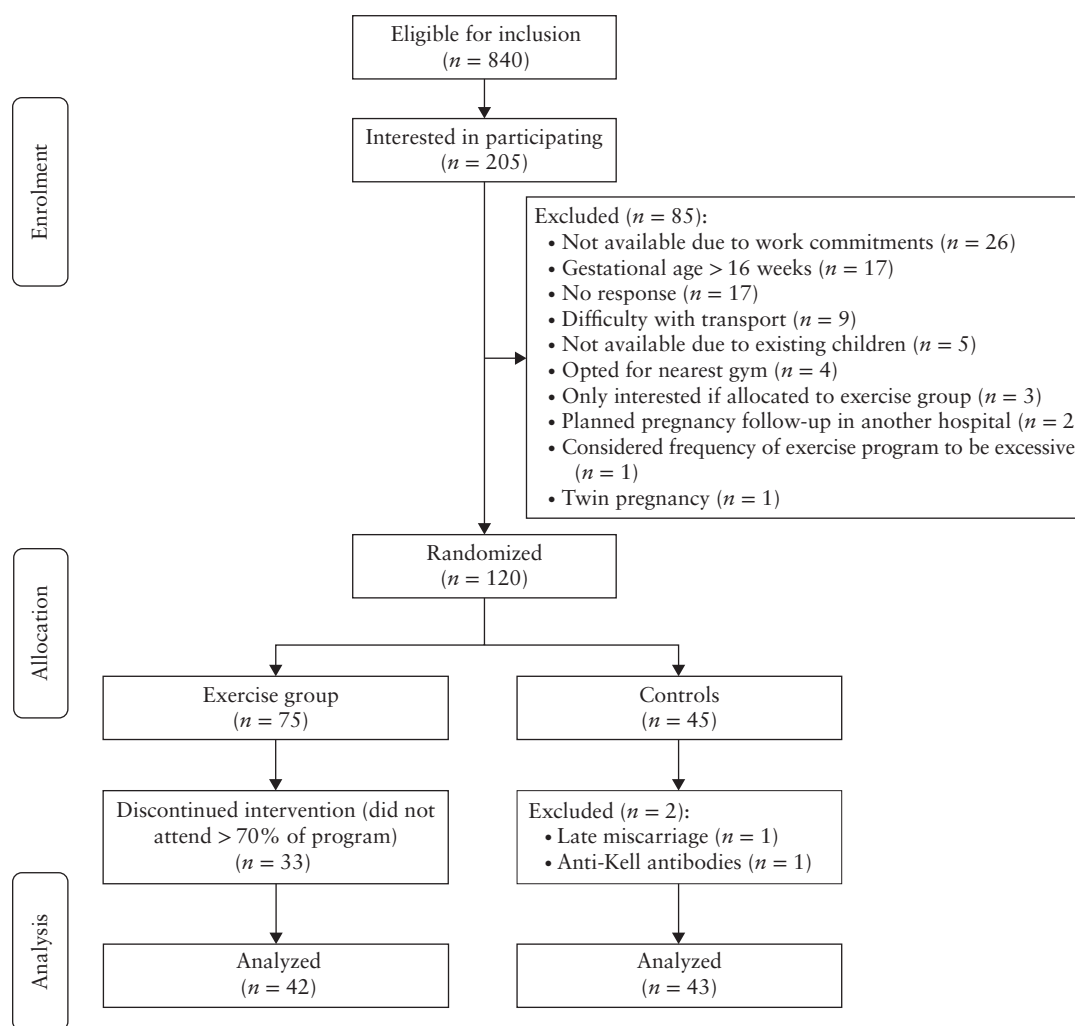 Eligible for inclusion
(n = 840)
Enrolment
Interested in participating
(n = 205)
Excluded (n = 85):
• Not available due to work commitments (n = 26)
• Gestational age > 16 weeks (n = 17)
• No response (n = 17)
• Difficulty with transport (n = 9)
• Not available due to existing children (n = 5)
• Opted for nearest gym (n = 4)
• Only interested if allocated to exercise group (n = 3)
• Planned pregnancy follow-up in another hospital (n = 2
• Considered frequency of exercise program to be excessive
(n = 1)
• Twin pregnancy (n = 1)
Randomized
(n = 120)
Allocation
Exercise group
(n = 75)
Controls
(n = 45)
Discontinued intervention (did not
attend > 70% of program)
(n = 33)
Excluded (n = 2):
• Late miscarriage (n = 1)
• Anti-Kell antibodies (n = 1)
Analysis
Analyzed
(n = 42)
Analyzed
(n = 43)